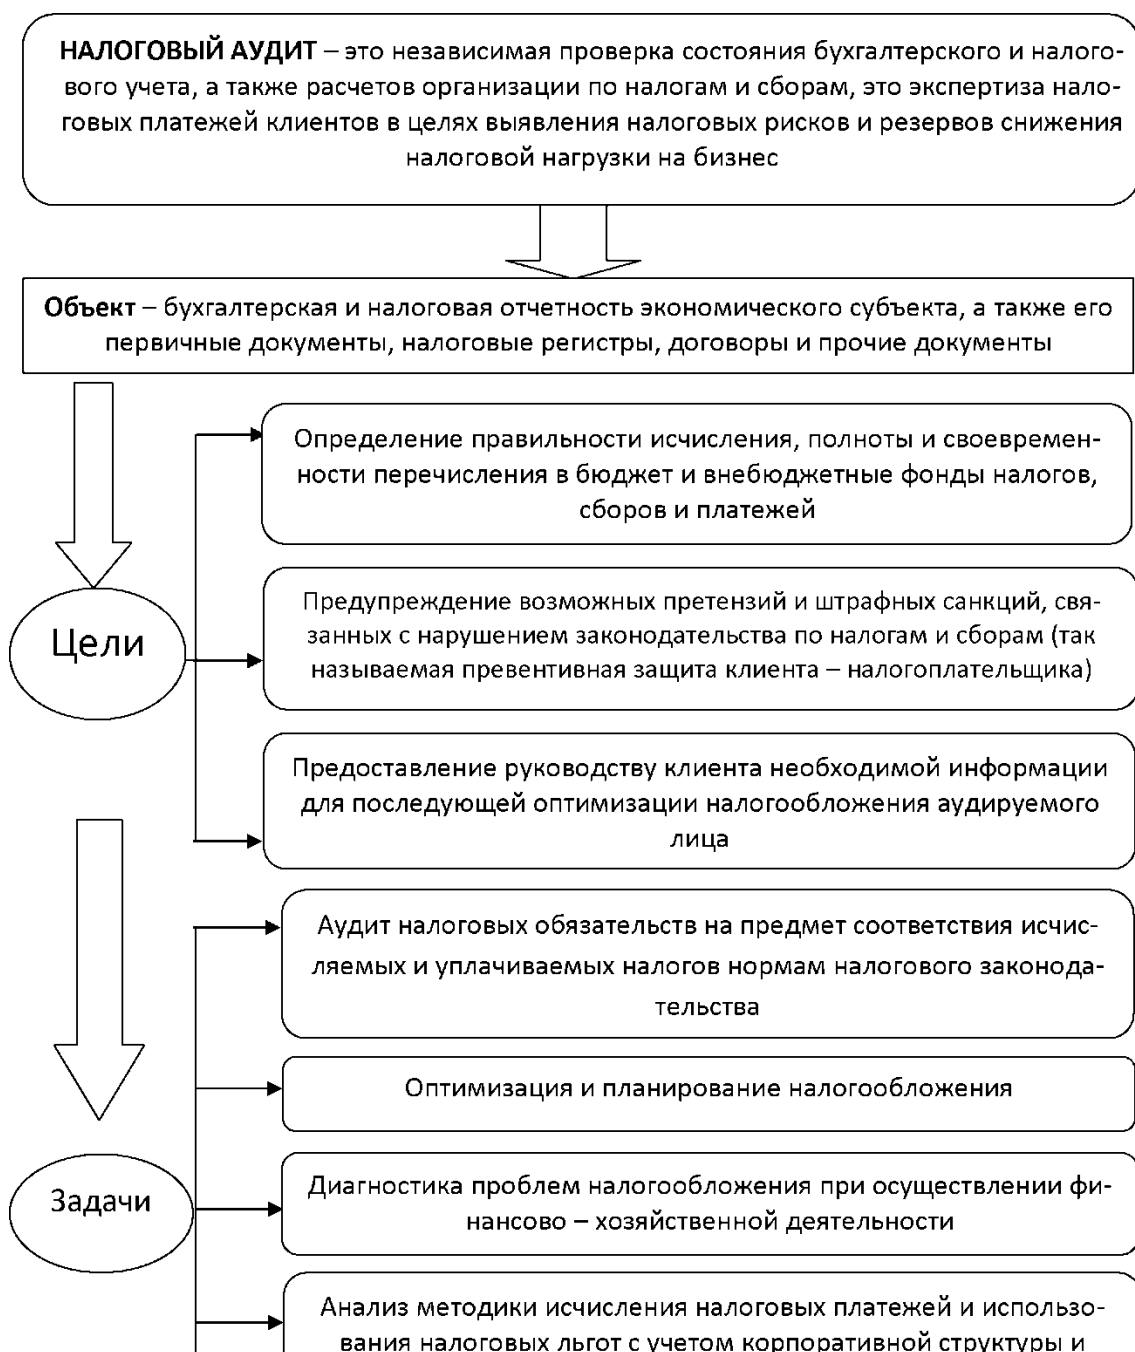 НАЛОГОВЫЙ АУДИТ – это независимая проверка состояния бухгалтерского и нало-
гового учета, а также расчетов организации по налогам и сборам, это экспертиза нало-
говых платежей клиентов в целях выявления налоговых рисков и резервов снижения
налоговой нагрузки на бизнес
Объект – бухгалтерская и налоговая отчетность экономического субъекта, а также его
первичные документы, налоговые регистры, договоры и прочие документы
Цели
Определение правильности исчисления, полноты и своевремен-
ности перечисления в бюджет и внебюджетные фонды налогов,
сборов и платежей
Предупреждение возможных претензий и штрафных санкций, свя-
занных с нарушением законодательства по налогам и сборам (так
называемая превентивная защита клиента – налогоплательщика)
Предоставление руководству клиента необходимой информации
для последующей оптимизации налогообложения аудируемого
лица
Задачи
Аудит налоговых обязательств на предмет соответствия исчис-
ляемых и уплачиваемых налогов нормам налогового законода-
тельства
Оптимизация и планирование налогообложения
Диагностика проблем налогообложения при осуществлении фи-
нансово – хозяйственной деятельности
Анализ методики исчисления налоговых платежей и использо-
вания налоговых льгот с учетом корпоративной структуры и